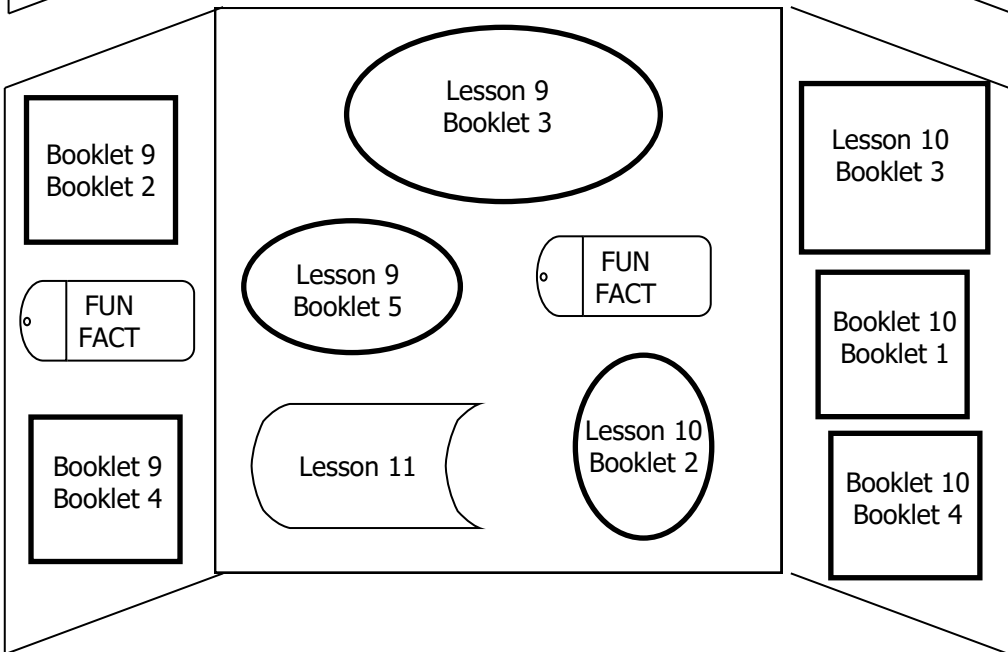 Booklet 9
Booklet 2
FUN
FACT
Booklet 9
Booklet 4
Lesson 9
Booklet 3
Lesson 9
Booklet 5
FUN
FACT
Lesson 11
Lesson 10
Booklet 2
Lesson 10
Booklet 3
Booklet 10
Booklet 1
Booklet 10
Booklet 4